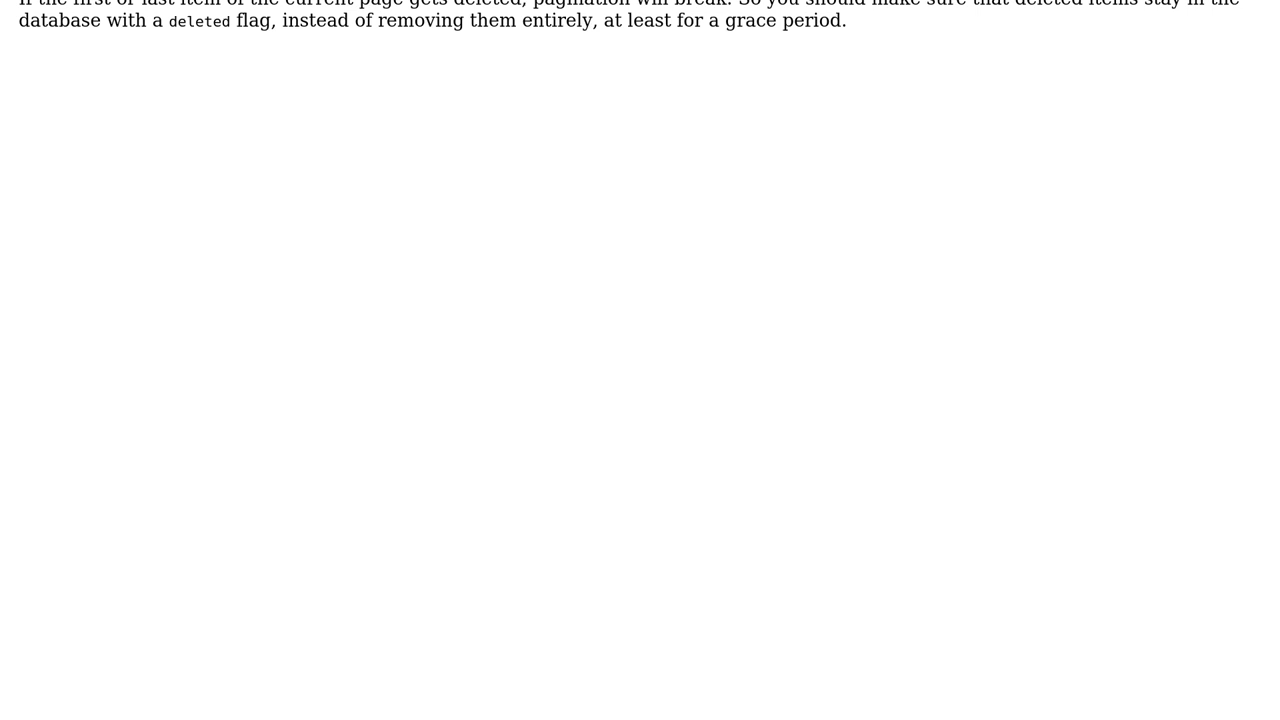 If the first or last item of the current page gets deleted, pagination will break. So you should make sure that deleted items stay in the
database with a deleted flag, instead of removing them entirely, at least for a grace period.